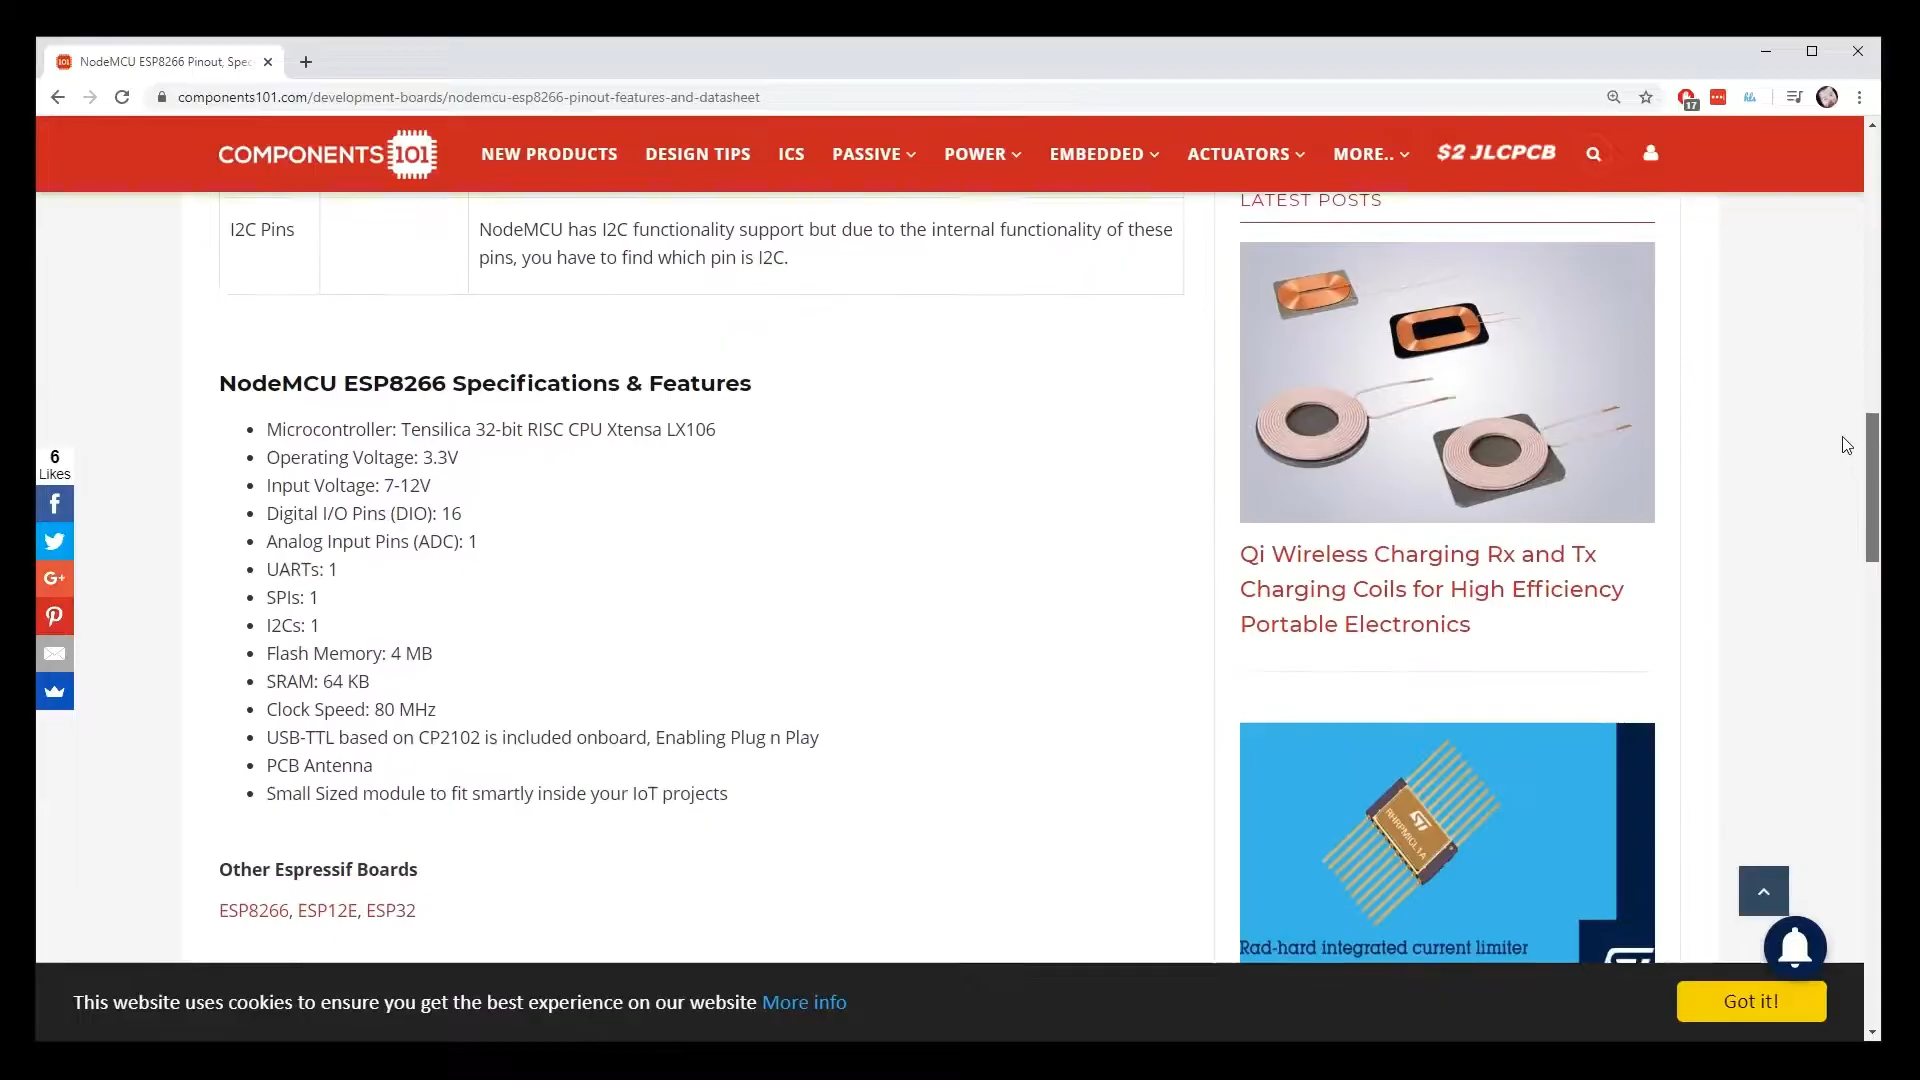 NodeMCU ESP8266 Pinout, Spec
components101.com/development-boards/nodemcu-esp8266-pinout-features-and-datasheet
17
hls
COMPONENTS 101
NEW PRODUCTS
DESIGN TIPS
ICS
PASSIVE
POWER
EMBEDDED
ACTUATORS
MORE..
$2 JLCPCB
I2C Pins
NodeMCU has I2C functionality support but due to the internal functionality of these
pins, you have to find which pin is I2C.
NodeMCU ESP8266 Specifications & Features
• Microcontroller: Tensilica 32-bit RISC CPU Xtensa LX106
• Operating Voltage: 3.3V
• Input Voltage: 7-12V
• Digital I/O Pins (DIO): 16
• Analog Input Pins (ADC): 1
• UARTs: 1
• SPIs: 1
• I2Cs: 1
• Flash Memory: 4 MB
• SRAM: 64 KB
• Clock Speed: 80 MHz
• USB-TTL based on CP2102 is included onboard, Enabling Plug n Play
• PCB Antenna
• Small Sized module to fit smartly inside your IoT projects
Other Espressif Boards
ESP8266, ESP12E, ESP32
6
Likes
G+
LATEST POSTS
Qi Wireless Charging Rx and Tx
Charging Coils for High Efficiency
Portable Electronics
ST
RHRPMICL1A
Rad-hard integrated current limiter
This website uses cookies to ensure you get the best experience on our website More info
Got it!